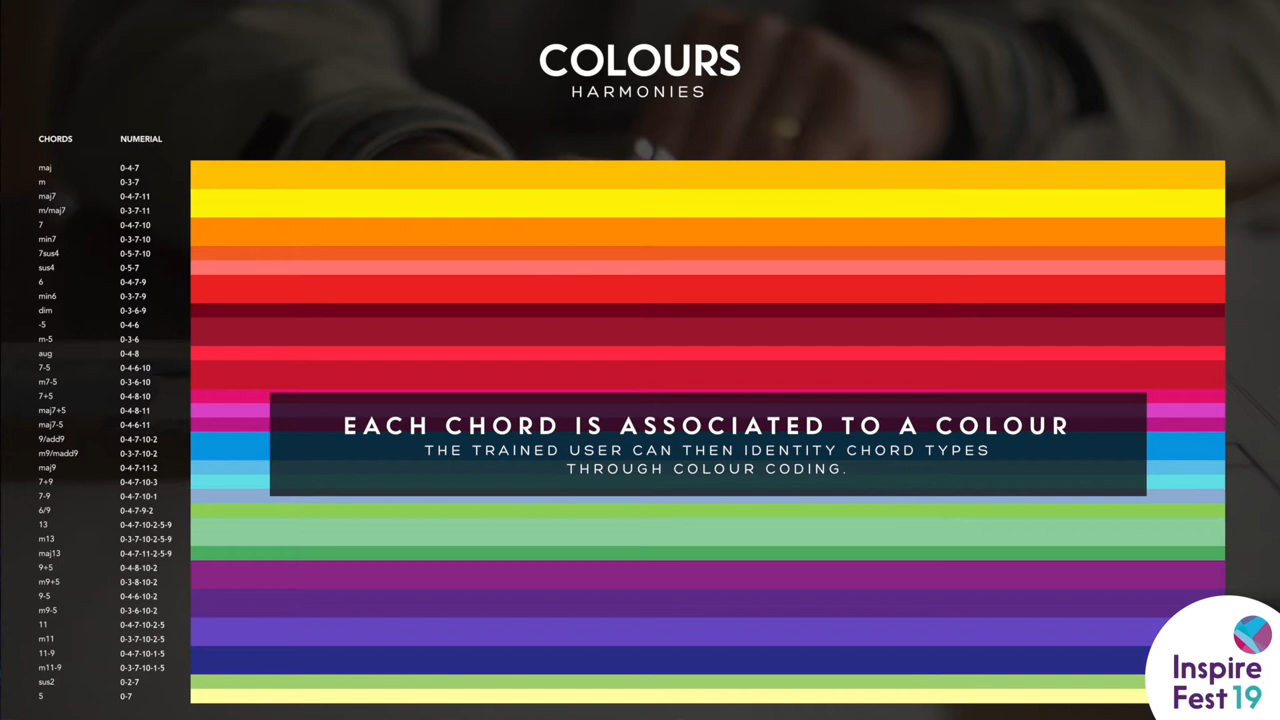 COLOURS
HARMONIES
CHORDS NUMERIAL
maj 0-4-7
m 0-3-7
maj7 0-4-7-11
m/maj7 0-3-7-11
7 0-4-7-10
min7 0-3-7-10
7sus4 0-5-7-10
sus4 0-5-7
6 0-4-7-9
min6 0-3-7-9
dim 0-3-6-9
-5 0-4-6
m-5 0-3-6
aug 0-4-8
7-5 0-4-6-10
m7-5 0-3-6-10
7+5 0-4-8-10
maj7+5 0-4-8-11
maj7-5 0-4-6-11
9/add9 0-4-7-10-2
m9/madd9 0-3-7-10-2
maj9 0-4-7-11-2
7+9 0-4-7-10-3
7-9 0-4-7-10-1
6/9 0-4-7-9-2
13 0-4-7-10-2-5-9
m13 0-3-7-10-2-5-9
maj13 0-4-7-11-2-5-9
9+5 0-4-8-10-2
m9+5 0-3-8-10-2
9-5 0-4-6-10-2
m9-5 0-3-6-10-2
11 0-4-7-10-2-5
m11 0-3-7-10-2-5
11-9 0-4-7-10-1-5
m11-9 0-3-7-10-1-5
sus2 0-2-7
5 0-7
EACH CHORD IS ASSOCIATED TO A COLOUR
THE TRAINED USER CAN THEN IDENTITY CHORD TYPES
THROUGH COLOUR CODING.
Inspire
Fest 19